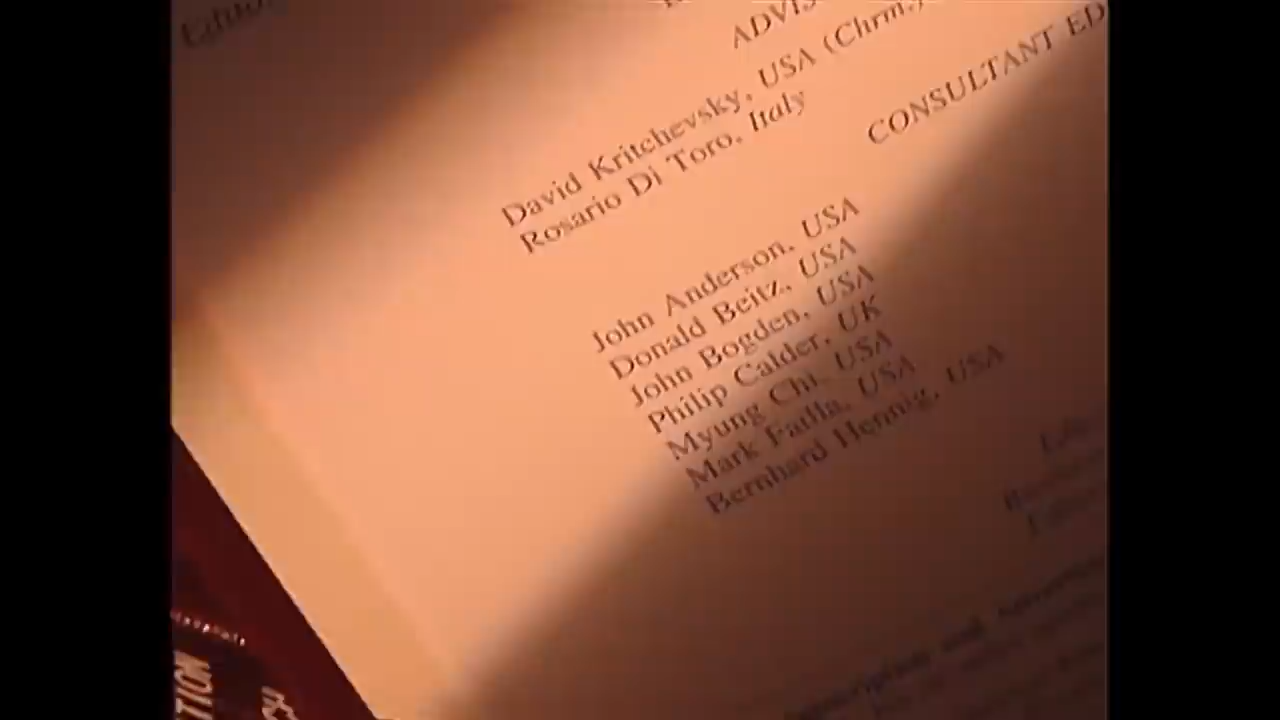 ADVIS
David Kritchevsky, USA (Chrm.)
Rosario Di Toro, Italy
CONSULTANT ED
John Anderson, USA
Donald Beitz, USA
John Bogden, USA
Philip Calder, UK
Myung Chi, USA
Mark Failla, USA
Bernhard Hennig, USA
TION